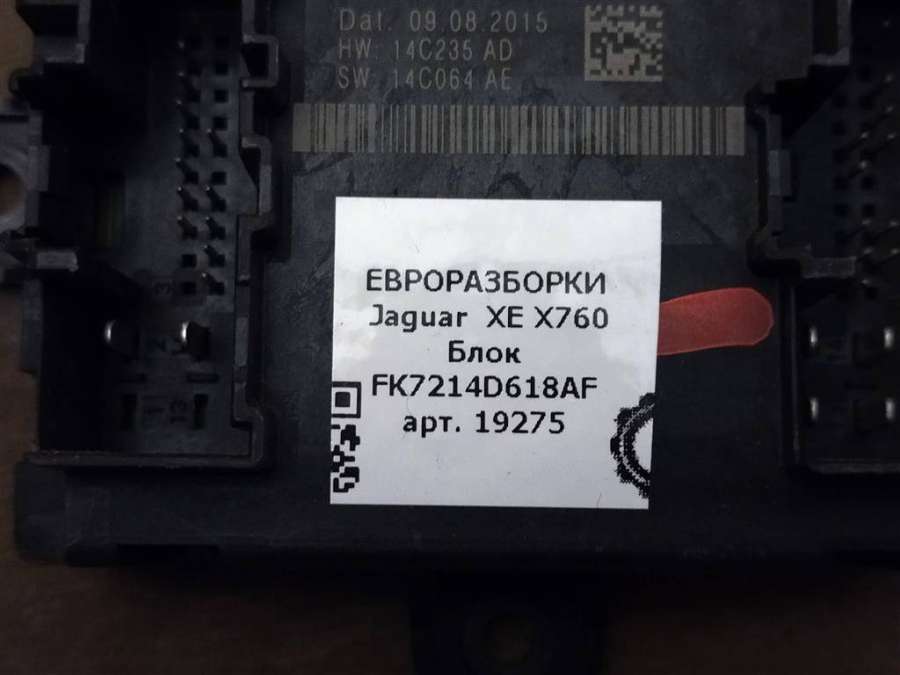 Dat. 09.08.2015
HW 14C235 AD
SW 14C064 AE
ЕВРОРАЗБОРКИ
Jaguar XE X760
Блок
FK7214D618AF
арт. 19275